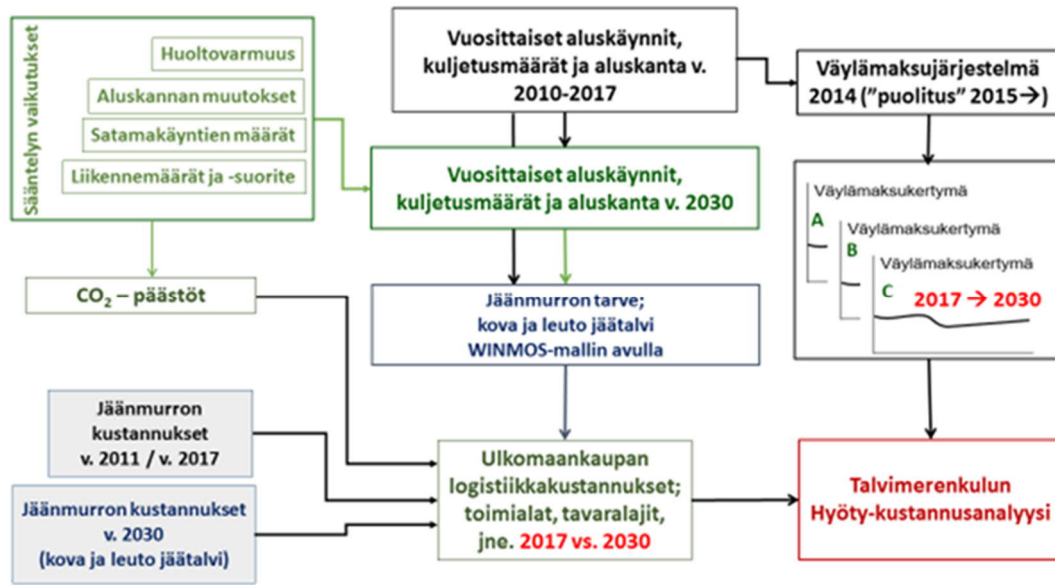 Sääntelyn vaikutukset
Huoltovarmuus
Aluskannan muutokset
Satamakäyntien määrät
Liikennemäärät ja -suorite
Vuosittaiset aluskäynnit,
kuljetusmäärät ja aluskanta v.
2010-2017
Väylämaksujärjestelmä
2014 ("puolitus" 2015→)
Vuosittaiset aluskäynnit,
kuljetusmäärät ja aluskanta v. 2030
Väylämaksukertymä
A
Väylämaksukertymä
B
Väylämaksukertymä
C
2017 → 2030
CO₂ – päästöt
Jäänmurron tarve;
kova ja leuto jäätalvi
WINMOS-mallin avulla
Jäänmurron
kustannukset
v. 2011 / v. 2017
Jäänmurron kustannukset
v. 2030
(kova ja leuto jäätalvi)
Ulkomaankaupan
logistiikkakustannukset;
toimialat, tavaralajit,
jne. 2017 vs. 2030
Talvimerenkulun
Hyöty-kustannusanalyysi